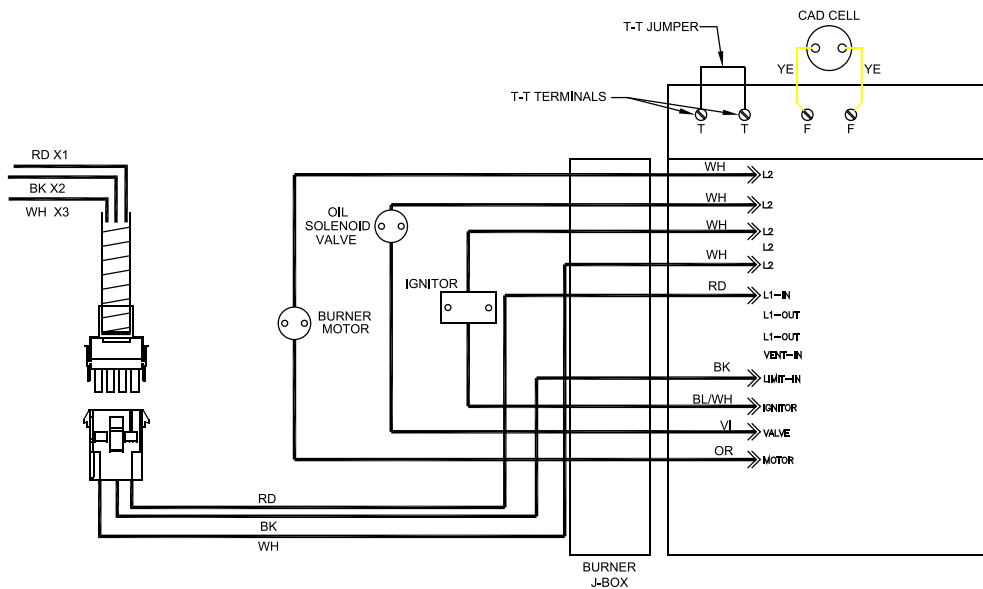 CAD CELL
T-T JUMPER
YE
YE
T-T TERMINALS
T
T
F
F
RD X1
BK X2
WH X3
WH
L2
OIL
SOLENOID
VALVE
WH
L2
WH
L2
L2
WH
L2
IGNITOR
RD
L1-IN
BURNER
MOTOR
L1-OUT
L1-OUT
VENT-IN
BK
LIMIT-IN
BL/WH
IGNITOR
VI
VALVE
OR
MOTOR
RD
BK
WH
BURNER
J-BOX